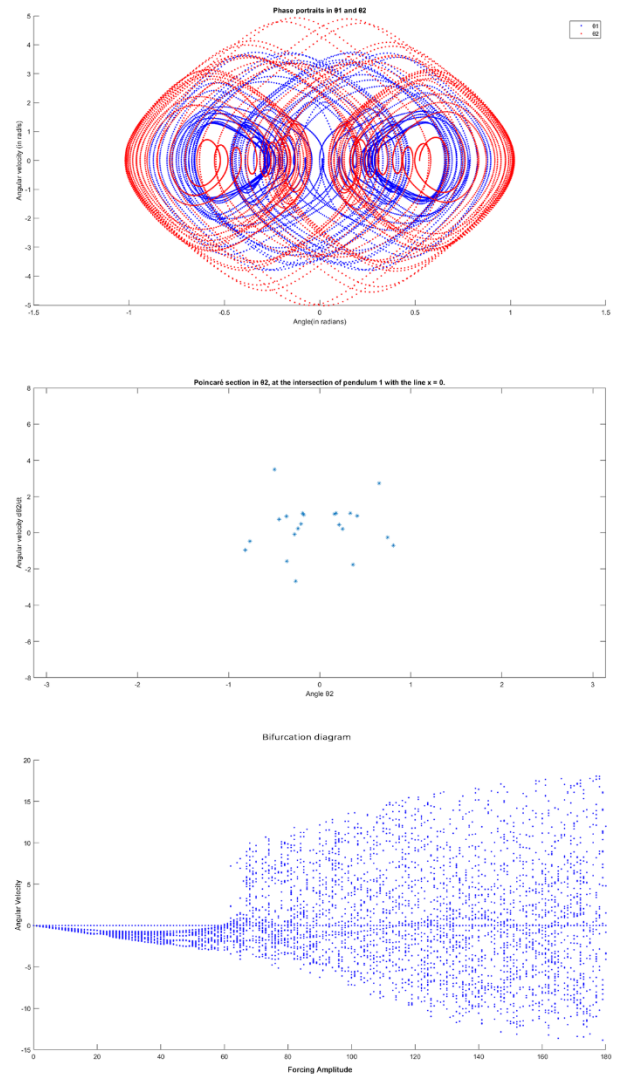 Phase portraits in θ1 and θ2
θ1
θ2
5
4
3
2
1
0
-1
-2
-3
-4
-5
Angular velocity (in rad/s)
-1.5 -1 -0.5 0 0.5 1 1.5
Angle(in radians)
Poincaré section in θ2, at the intersection of pendulum 1 with the line x = 0.
8
6
4
2
0
-2
-4
-6
-8
Angular velocity dθ2/dt
-3 -2 -1 0 1 2 3
Angle θ2
Bifurcation diagram
20
15
10
5
0
-5
-10
-15
Angular Velocity
0 20 40 60 80 100 120 140 160 180
Forcing Amplitude